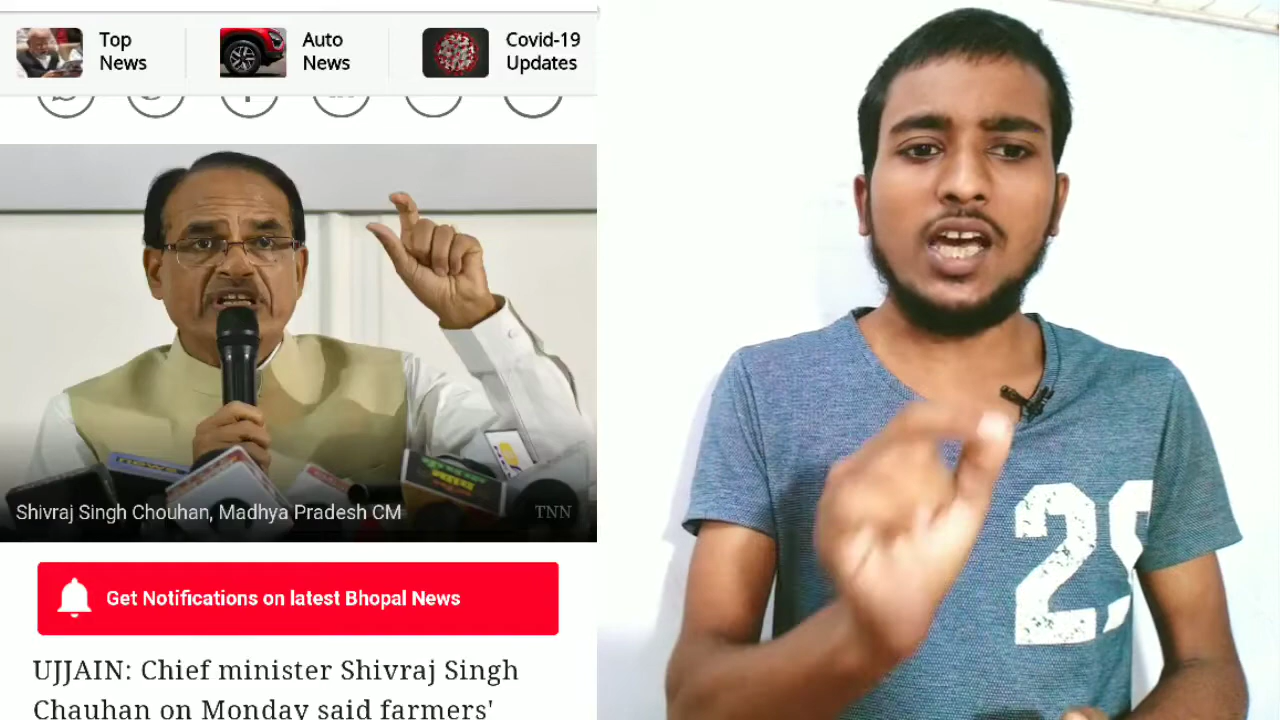 Top
News
Auto
News
Covid-19
Updates
Shivraj Singh Chouhan, Madhya Pradesh CM
TNN
Get Notifications on latest Bhopal News
UJJAIN: Chief minister Shivraj Singh
Chauhan on Monday said farmers'